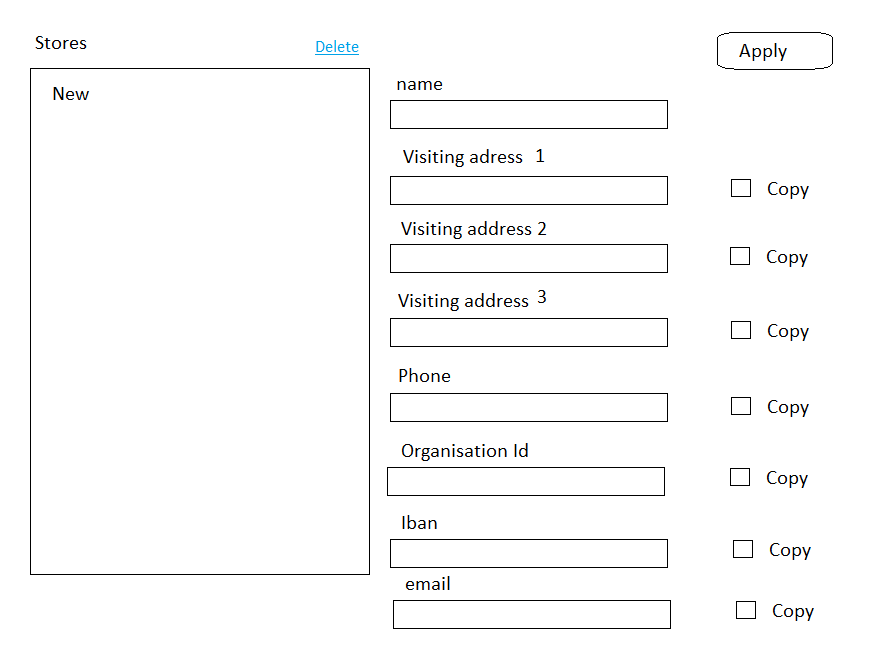 Stores
Delete
Apply
New
name
Visiting adress 1
Copy
Visiting address 2
Copy
Visiting address 3
Copy
Phone
Copy
Organisation Id
Copy
Iban
Copy
email
Copy